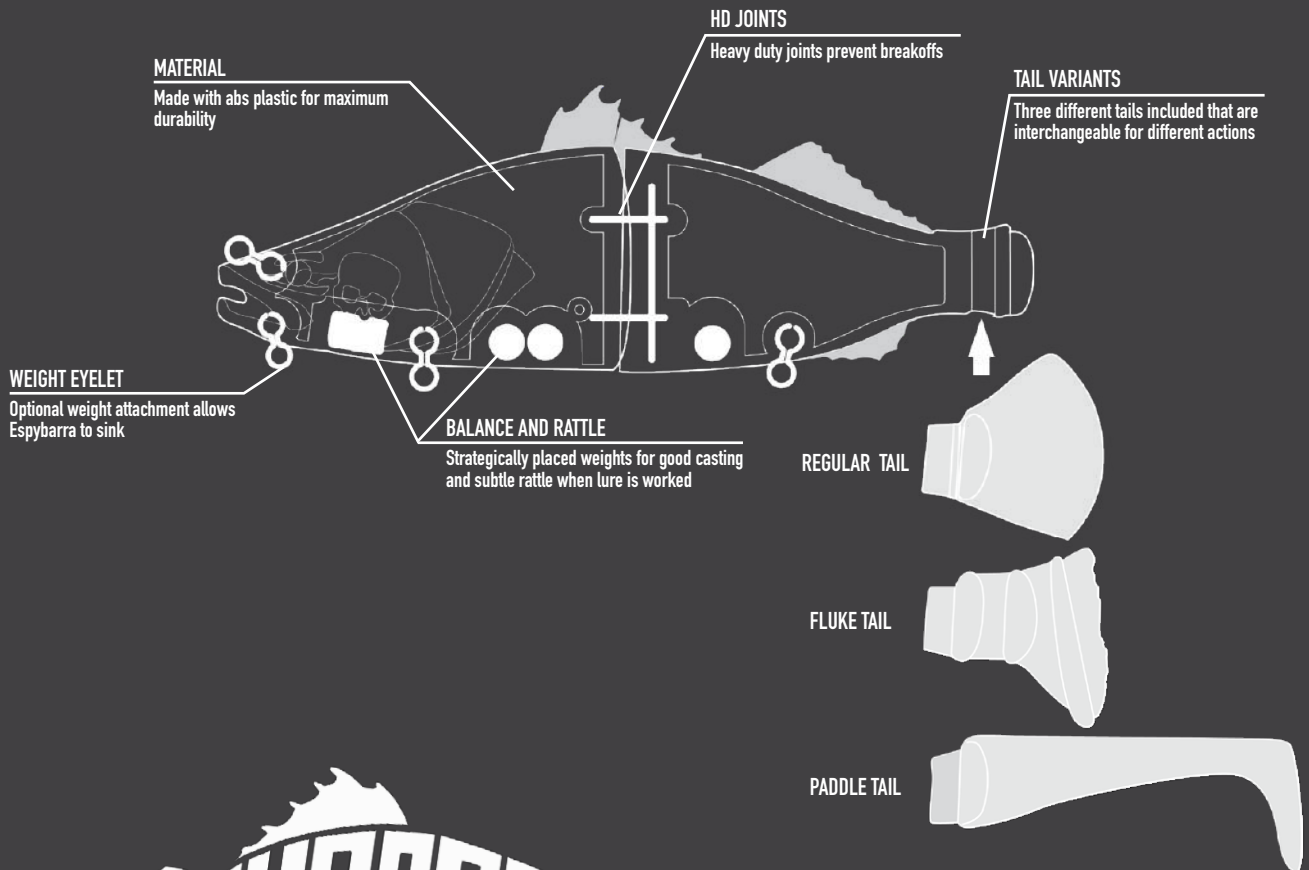 HD JOINTS
Heavy duty joints prevent breakoffs
MATERIAL
Made with abs plastic for maximum
durability
TAIL VARIANTS
Three different tails included that are
interchangeable for different actions
WEIGHT EYELET
Optional weight attachment allows
Espybarra to sink
BALANCE AND RATTLE
Strategically placed weights for good casting
and subtle rattle when lure is worked
REGULAR TAIL
FLUKE TAIL
PADDLE TAIL